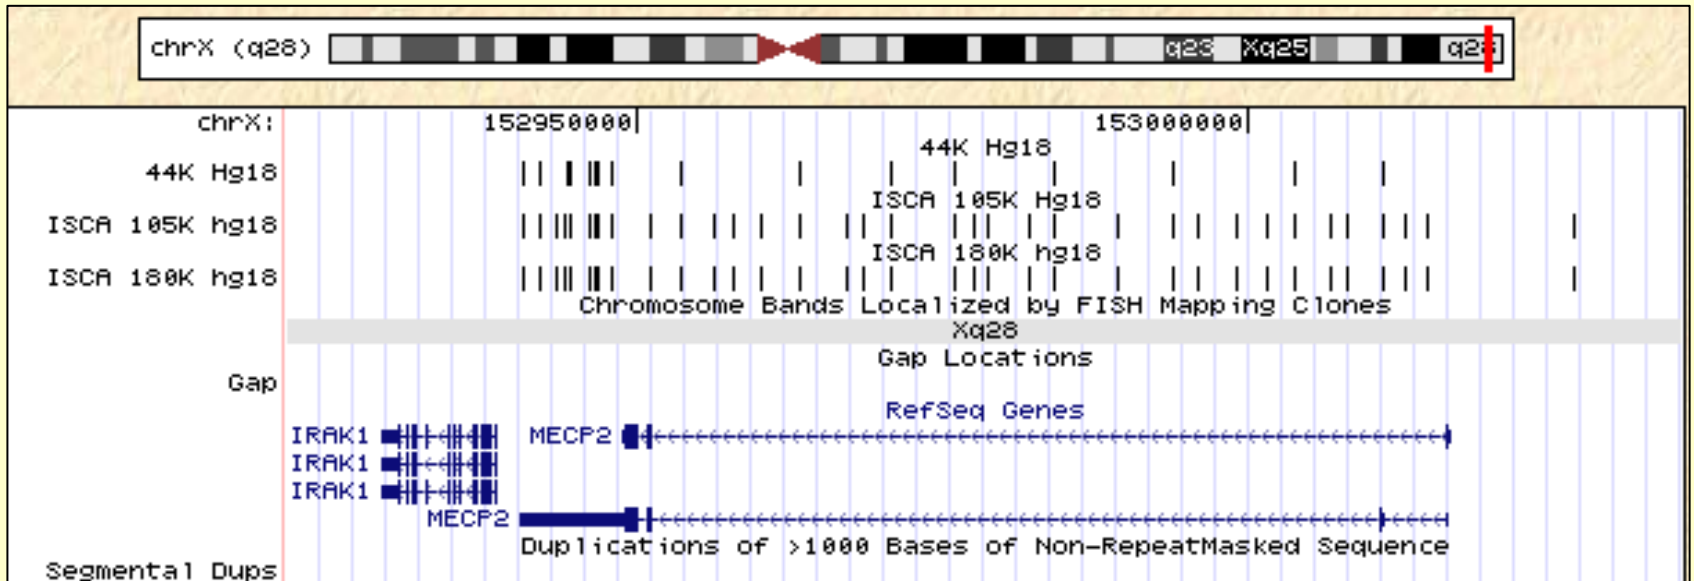 chrX (q28) q23 Xq25 q28
chrX: 152950000 153000000
44K Hg18
44K Hg18
ISCA 105K Hg18
ISCA 105K hg18
ISCA 180K hg18
ISCA 180K hg18
Chromosome Bands Localized by FISH Mapping Clones
Xq28
Gap Locations
Gap
RefSeq Genes
IRAK1 MECP2
IRAK1
IRAK1
MECP2
Duplications of >1000 Bases of Non-RepeatMasked Sequence
Segmental Dups